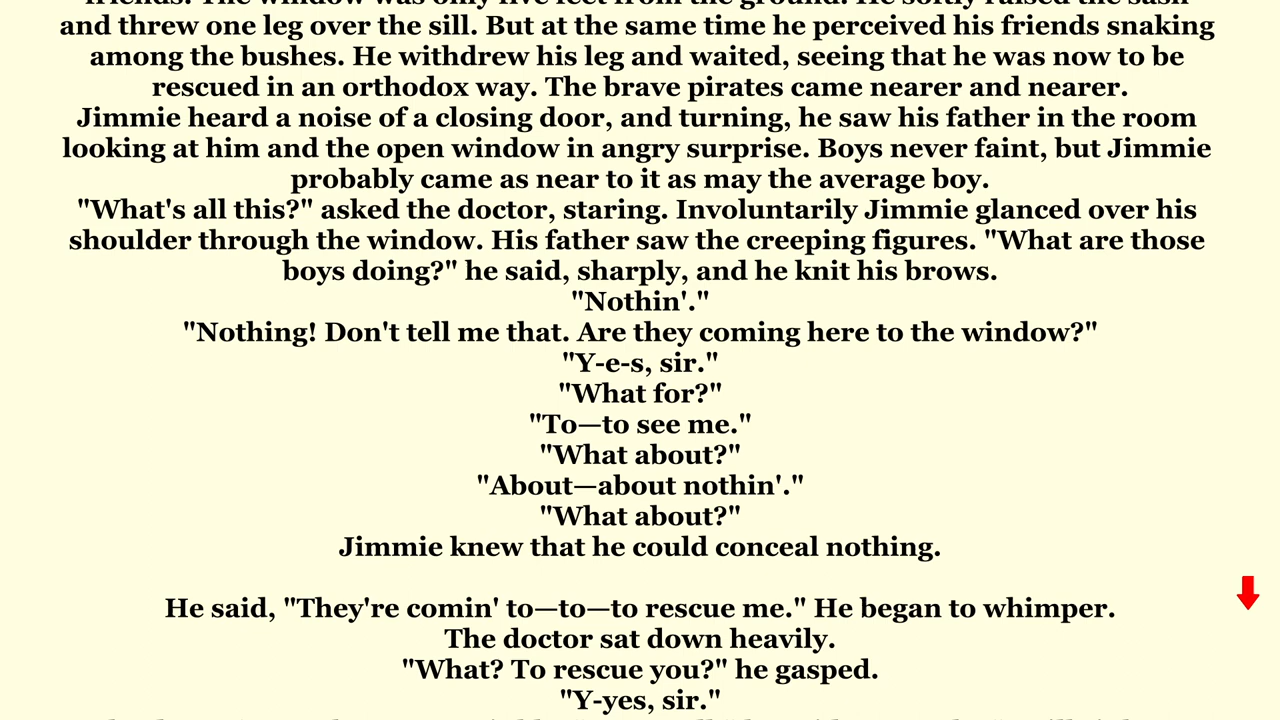 and threw one leg over the sill. But at the same time he perceived his friends snaking
among the bushes. He withdrew his leg and waited, seeing that he was now to be
rescued in an orthodox way. The brave pirates came nearer and nearer.
Jimmie heard a noise of a closing door, and turning, he saw his father in the room
looking at him and the open window in angry surprise. Boys never faint, but Jimmie
probably came as near to it as may the average boy.
"What's all this?" asked the doctor, staring. Involuntarily Jimmie glanced over his
shoulder through the window. His father saw the creeping figures. "What are those
boys doing?" he said, sharply, and he knit his brows.
"Nothin'."
"Nothing! Don't tell me that. Are they coming here to the window?"
"Y-e-s, sir."
"What for?"
"To—to see me."
"What about?"
"About—about nothin'."
"What about?"
Jimmie knew that he could conceal nothing.
He said, "They're comin' to—to—to rescue me." He began to whimper.
The doctor sat down heavily.
"What? To rescue you?" he gasped.
"Y-yes, sir."